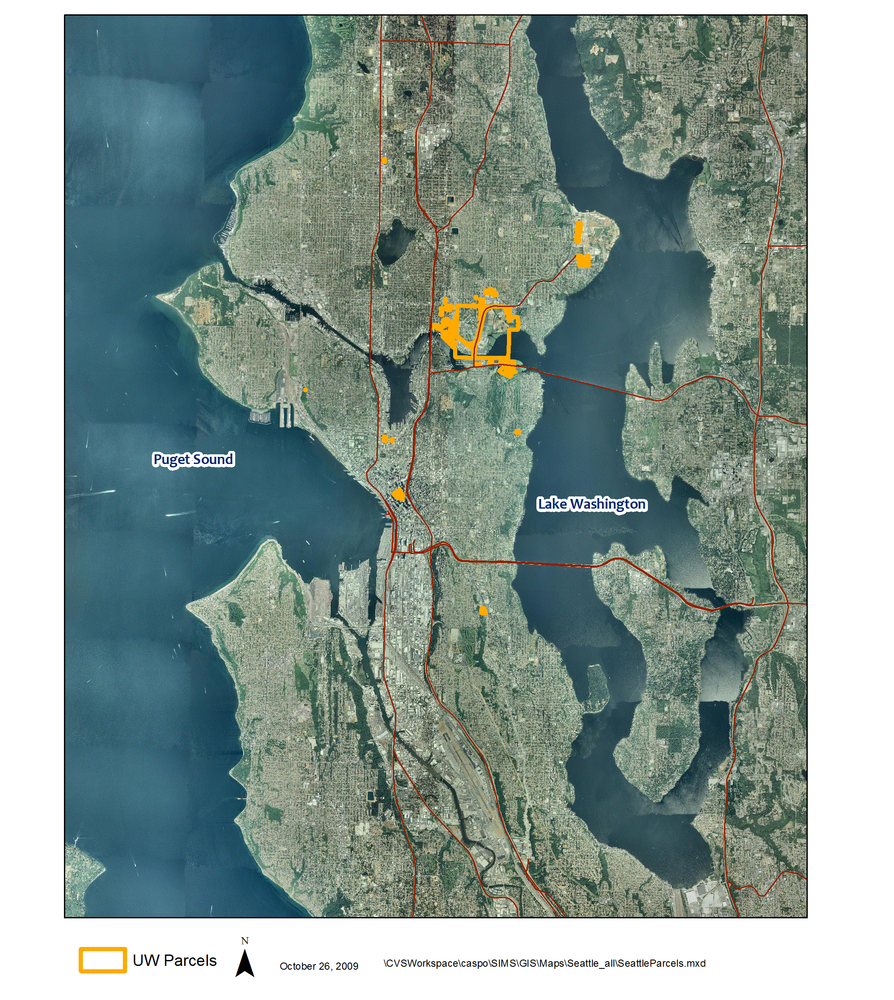 Puget Sound
Lake Washington
N
UW Parcels
October 26, 2009
\CVSWorkspace\caspo\SIMS\GIS\Maps\Seattle_all\SeattleParcels.mxd